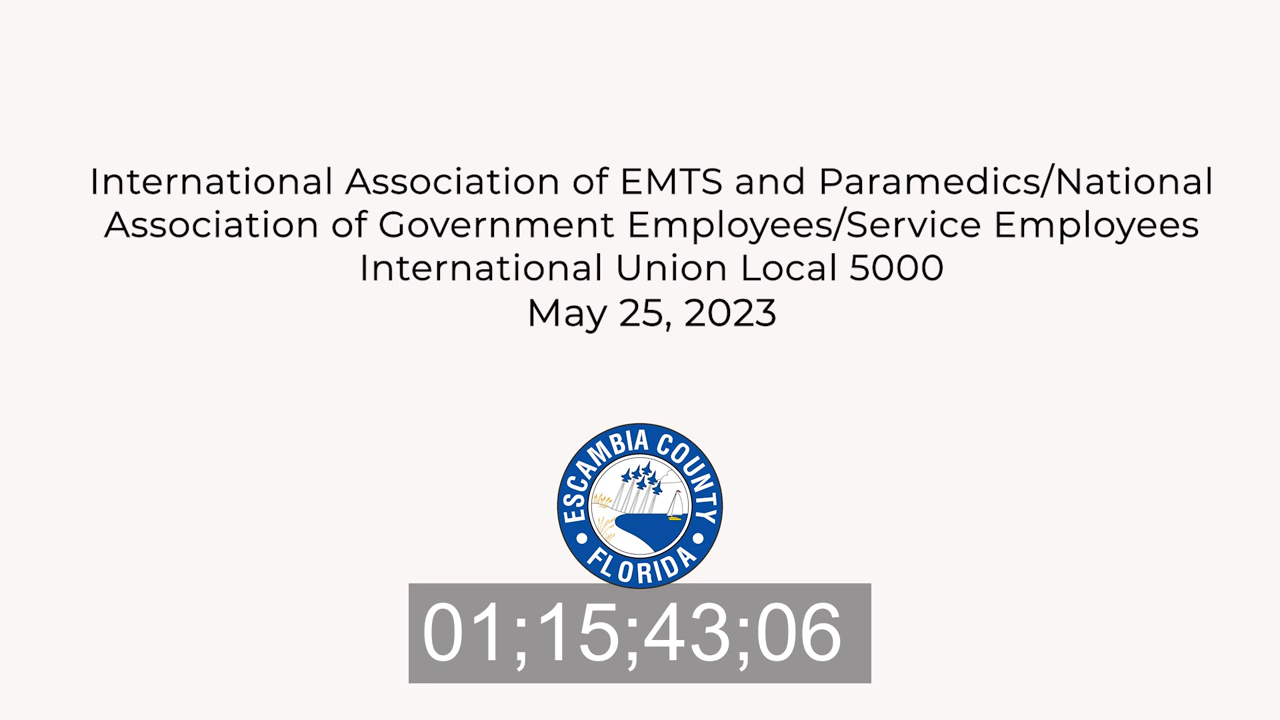 International Association of EMTS and Paramedics/National
Association of Government Employees/Service Employees
International Union Local 5000
May 25, 2023
ESCAMBIA COUNTY
FLORIDA
01;15;43;06